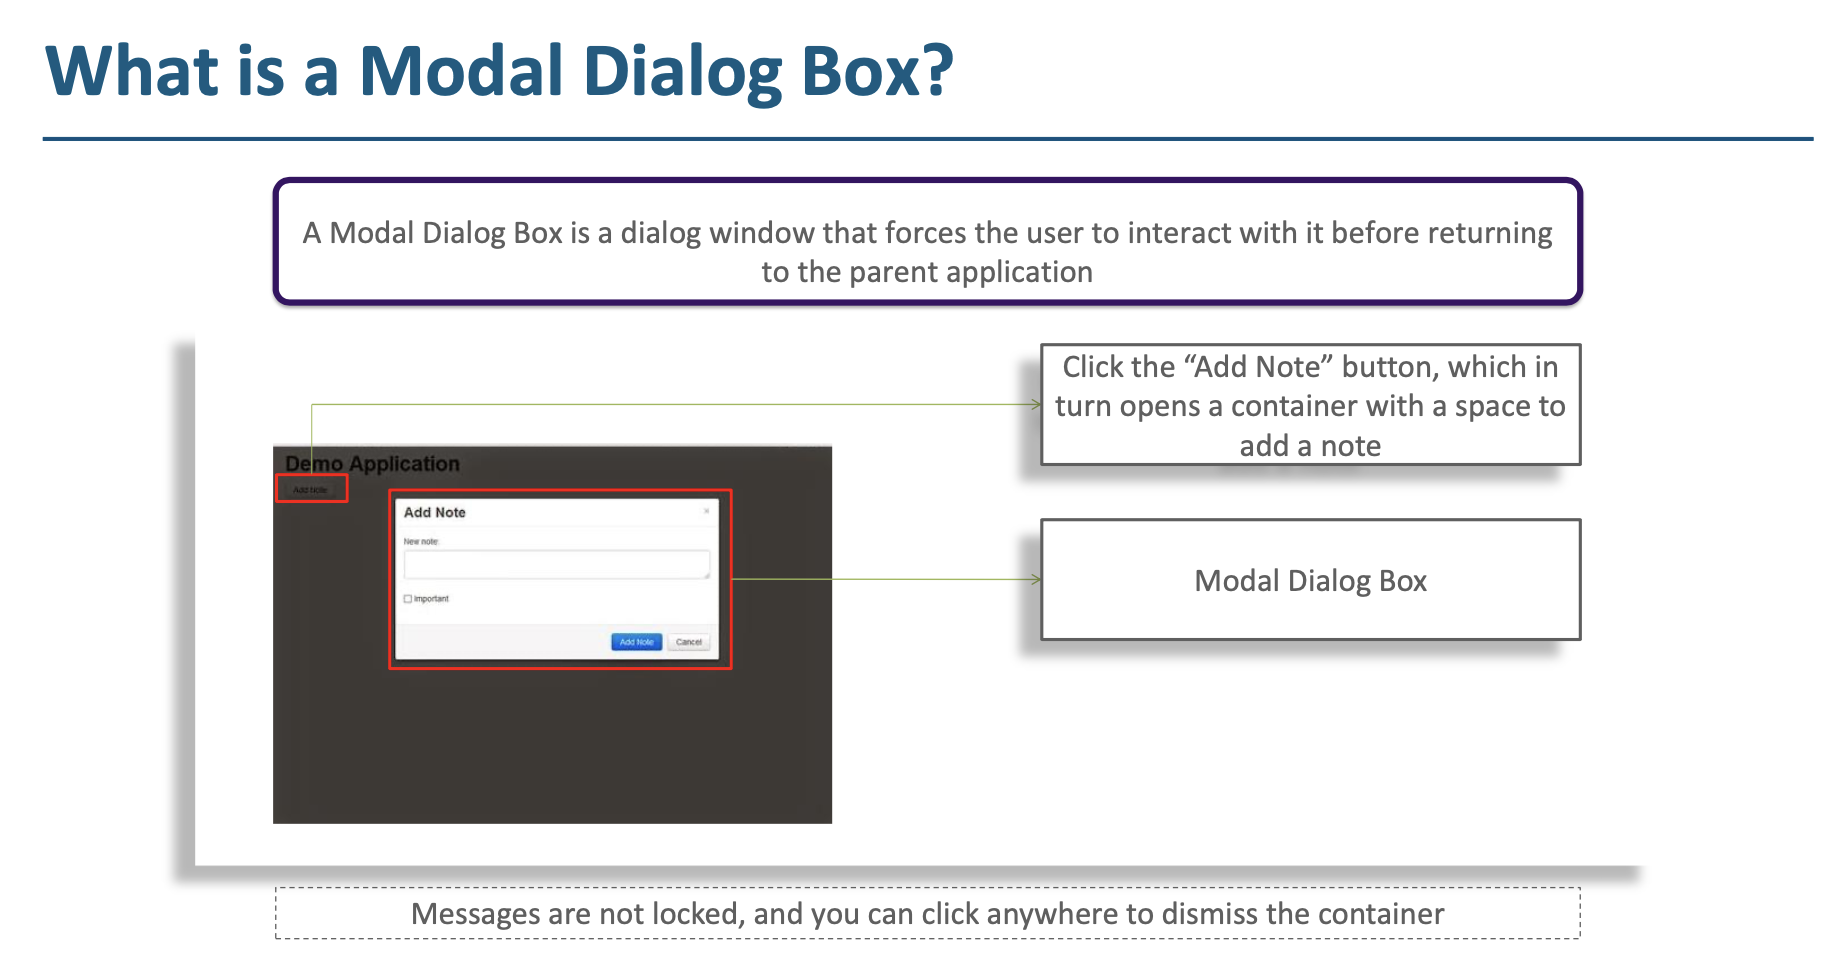 What is a Modal Dialog Box?
A Modal Dialog Box is a dialog window that forces the user to interact with it before returning
to the parent application
Click the “Add Note” button, which in
turn opens a container with a space to
add a note
Demo Application
Add Note
Add Note
×
New note:
Important
Add Note
Cancel
Modal Dialog Box
Messages are not locked, and you can click anywhere to dismiss the container